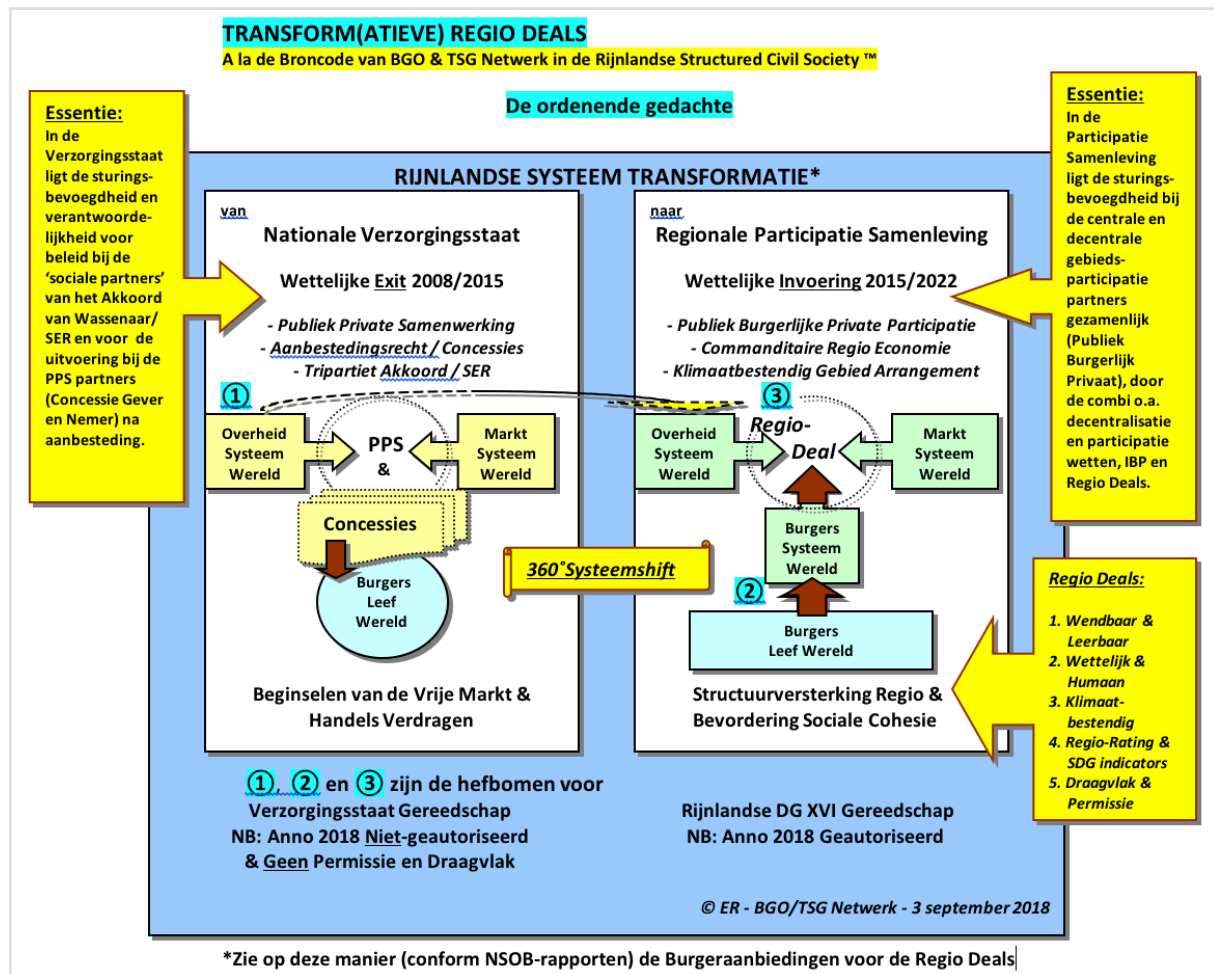 TRANSFORM(ATIEVE) REGIO DEALS
A la de Broncode van BGO & TSG Netwerk in de Rijnlandse Structured Civil Society ™
De ordenende gedachte
Essentie:
In de
Verzorgingsstaat
ligt de sturings-
bevoegdheid en
verantwoorde-
lijkheid voor
beleid bij de
‘sociale partners’
van het Akkoord
van Wassenaar/
SER en voor de
uitvoering bij de
PPS partners
(Concessie Gever
en Nemer) na
aanbesteding.
Essentie:
In de
Participatie
Samenleving
ligt de sturings-
bevoegdheid bij
de centrale en
decentrale
gebieds-
participatie
partners
gezamenlijk
(Publiek
Burgerlijk
Privaat), door
de combi o.a.
decentralisatie
en participatie
wetten, IBP en
Regio Deals.
RIJNLANDSE SYSTEEM TRANSFORMATIE*
van
Nationale Verzorgingsstaat
Wettelijke Exit 2008/2015
- Publiek Private Samenwerking
- Aanbestedingsrecht / Concessies
- Tripartiet Akkoord / SER
①
Overheid
Systeem
Wereld
PPS
&
Markt
Systeem
Wereld
Concessies
Burgers
Leef
Wereld
Beginselen van de Vrije Markt &
Handels Verdragen
360°Systeemshift
naar
Regionale Participatie Samenleving
Wettelijke Invoering 2015/2022
- Publiek Burgerlijke Private Participatie
- Commanditaire Regio Economie
- Klimaatbestendig Gebied Arrangement
③
Overheid
Systeem
Wereld
Regio-
Deal
Markt
Systeem
Wereld
Burgers
Systeem
Wereld
②
Burgers
Leef Wereld
Structuurversterking Regio &
Bevordering Sociale Cohesie
Regio Deals:
1. Wendbaar &
Leerbaar
2. Wettelijk &
Humaan
3. Klimaat-
bestendig
4. Regio-Rating &
SDG indicators
5. Draagvlak &
Permissie
①, ② en ③ zijn de hefbomen voor
Verzorgingsstaat Gereedschap
NB: Anno 2018 Niet-geautoriseerd
& Geen Permissie en Draagvlak
Rijnlandse DG XVI Gereedschap
NB: Anno 2018 Geautoriseerd
© ER - BGO/TSG Netwerk - 3 september 2018
*Zie op deze manier (conform NSOB-rapporten) de Burgeraanbiedingen voor de Regio Deals